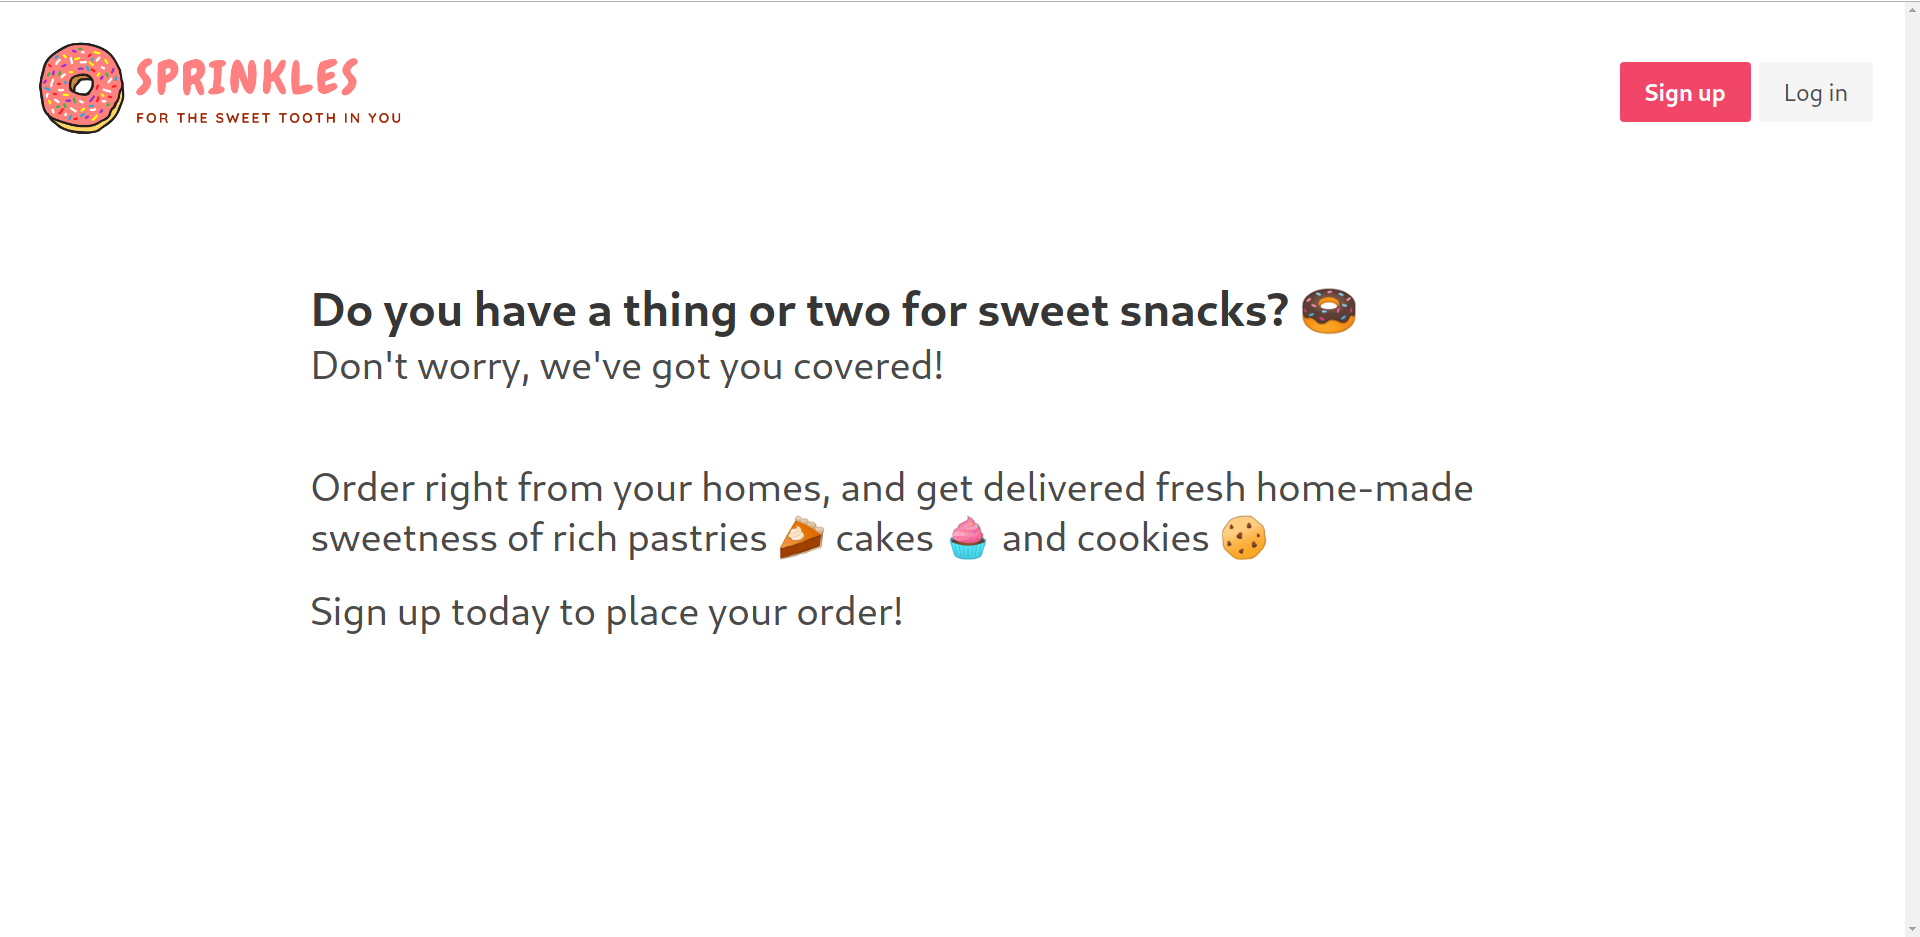 SPRINKLES
FOR THE SWEET TOOTH IN YOU
Sign up
Log in
Do you have a thing or two for sweet snacks? 🍩
Don't worry, we've got you covered!
Order right from your homes, and get delivered fresh home-made
sweetness of rich pastries 🥧 cakes 🧁 and cookies 🍪
Sign up today to place your order!